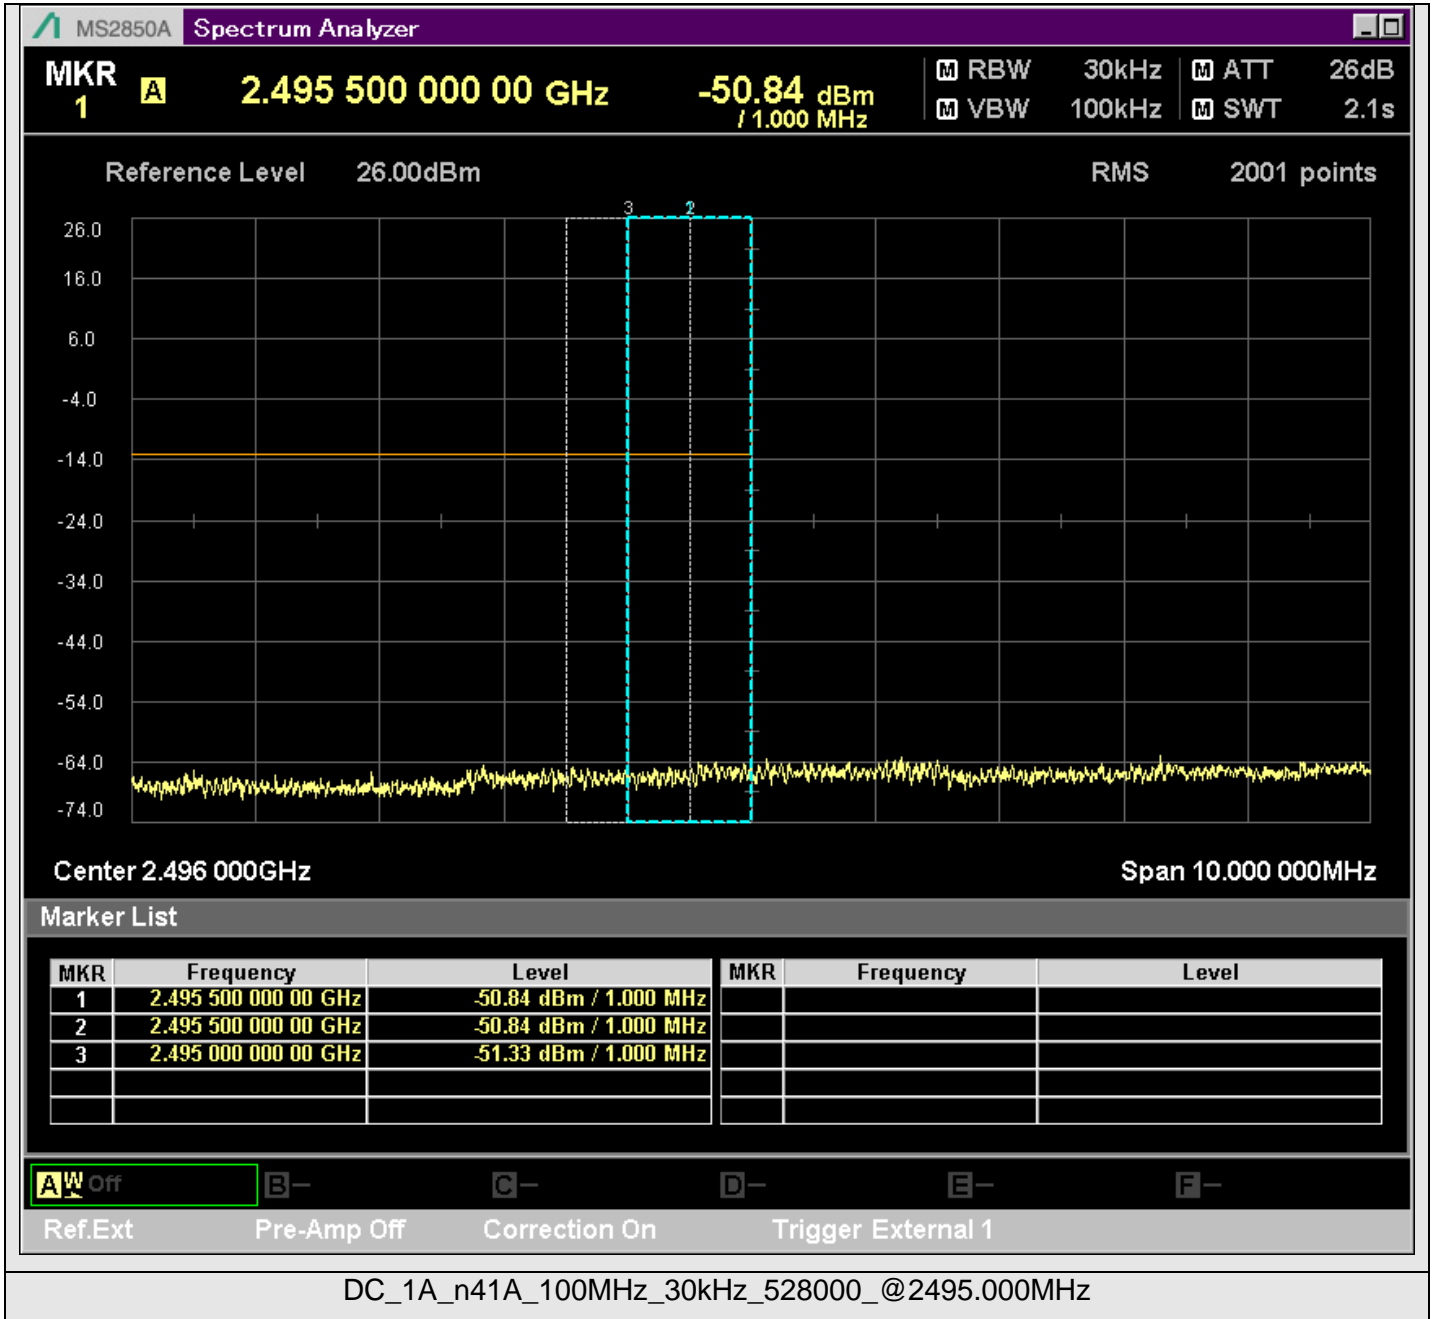 MS2850A Spectrum Analyzer
MKR 1 A 2.495 500 000 00 GHz -50.84 dBm / 1.000 MHz
M RBW 30kHz M ATT 26dB
M VBW 100kHz M SWT 2.1s
Reference Level 26.00dBm RMS 2001 points
3 2
26.0
16.0
6.0
-4.0
-14.0
-24.0
-34.0
-44.0
-54.0
-64.0
-74.0
Center 2.496 000GHz Span 10.000 000MHz
Marker List
MKR Frequency Level MKR Frequency Level
1 2.495 500 000 00 GHz -50.84 dBm / 1.000 MHz
2 2.495 500 000 00 GHz -50.84 dBm / 1.000 MHz
3 2.495 000 000 00 GHz -51.33 dBm / 1.000 MHz
A W Off B - C - D - E - F -
Ref.Ext Pre-Amp Off Correction On Trigger External 1
DC_1A_n41A_100MHz_30kHz_528000_@2495.000MHz